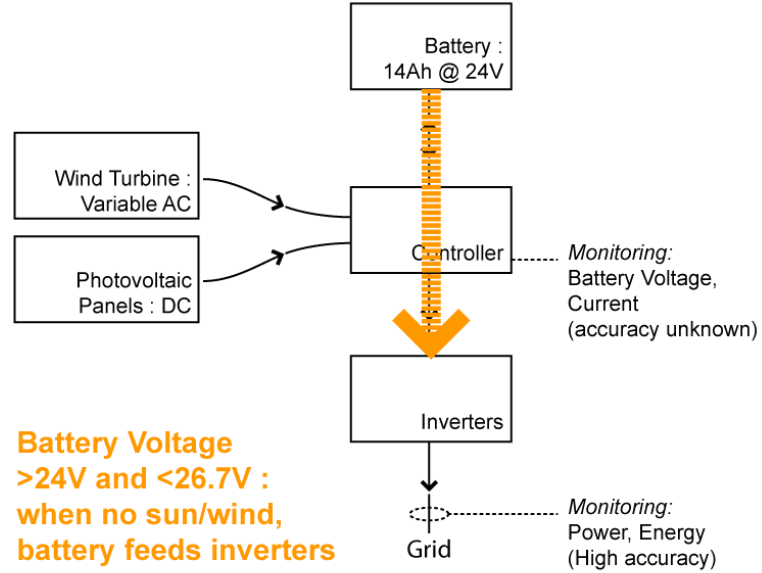 Battery :
14Ah @ 24V
Wind Turbine :
Variable AC
Controller
Photovoltaic
Panels : DC
Monitoring:
Battery Voltage,
Current
(accuracy unknown)
Inverters
Battery Voltage
>24V and <26.7V :
when no sun/wind,
battery feeds inverters
Monitoring:
Power, Energy
(High accuracy)
Grid